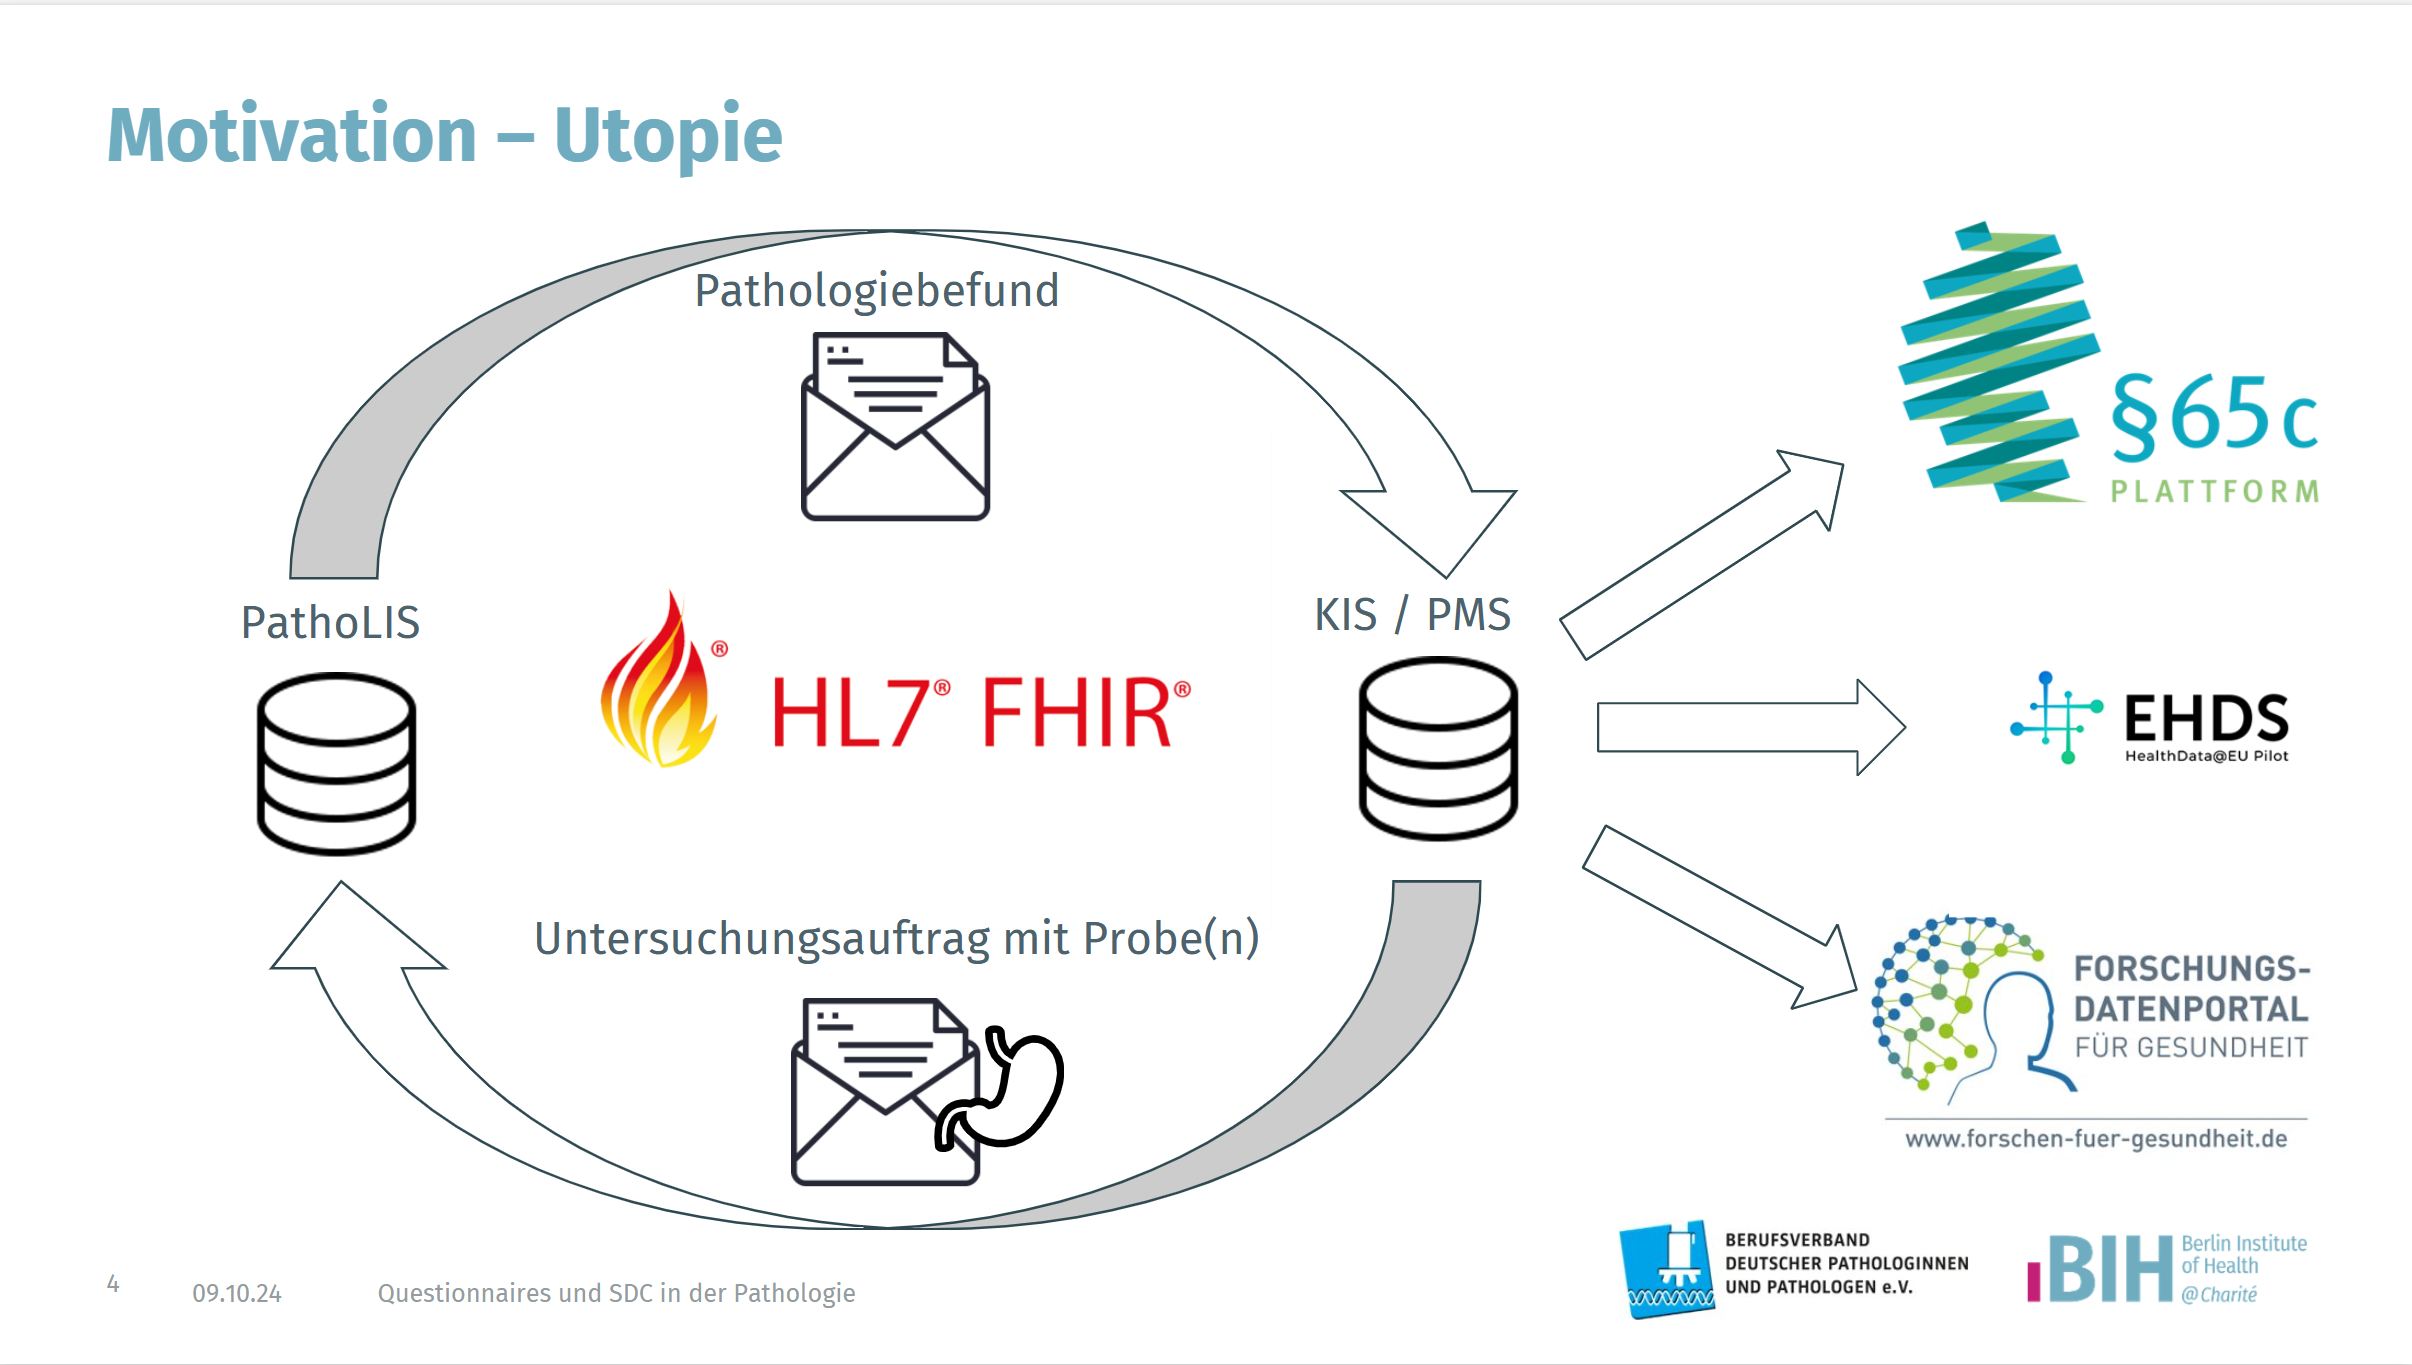 Motivation – Utopie
Pathologiebefund
PathoLIS
HL7® FHIR®
®
KIS / PMS
Untersuchungsauftrag mit Probe(n)
§65c
PLATTFORM
EHDS
HealthData@EU Pilot
FORSCHUNGS-
DATENPORTAL
FÜR GESUNDHEIT
www.forschen-fuer-gesundheit.de
4
09.10.24
Questionnaires und SDC in der Pathologie
BERUFSVERBAND
DEUTSCHER PATHOLOGINNEN
UND PATHOLOGEN e.V.
BIH
Berlin Institute
of Health
@Charité